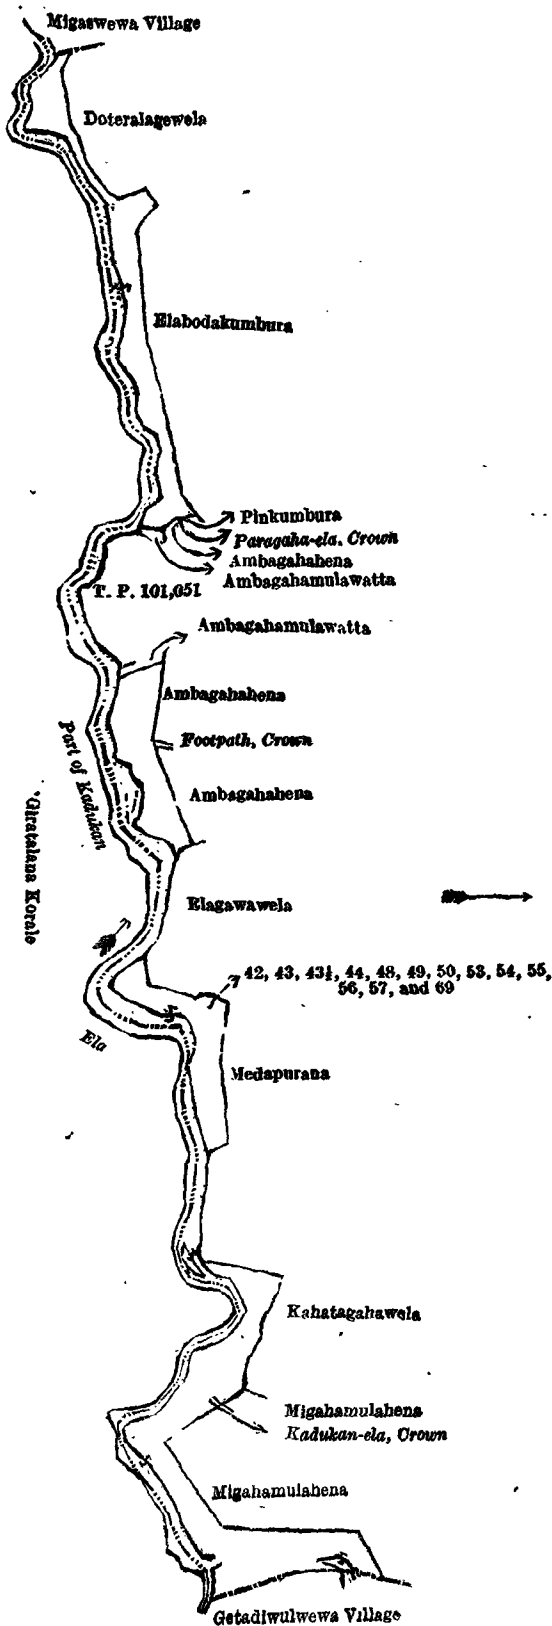 Migaswewa Village
Doteralagewela
Elabodakumbura
Pinkumbura
Paragaha-ela, Crown
Ambagahahena
Ambagahamulawatta
T. P. 101,051
Ambagahamulawatta
Ambagahahena
Part of Kadukan
Footpath, Crown
Ambagahahena
Giratalana Korale
Elagawawela
42, 43, 43½, 44, 48, 49, 50, 53, 54, 55,
56, 57, and 69
Ela
Medapurana
Kahatagahawela
Migahamulahena
Kadukan-ela, Crown
Migahamulahena
Getadiwulwewa Village